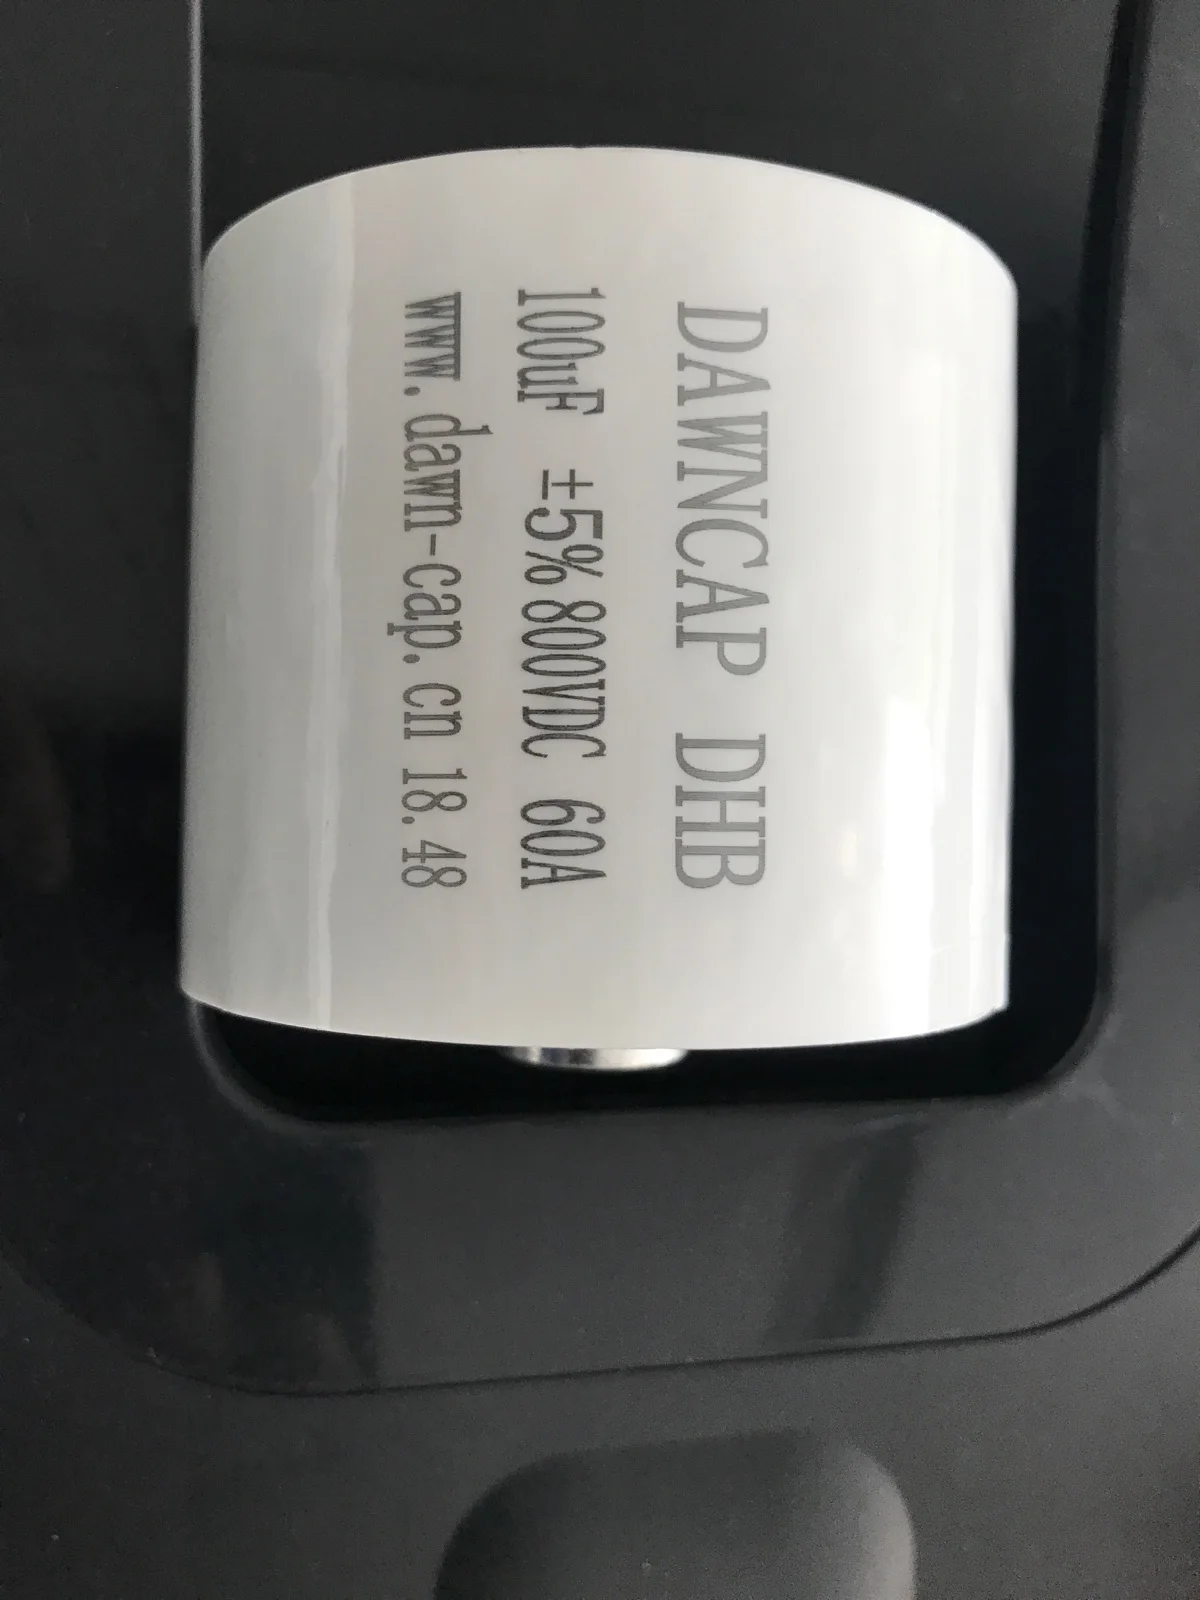 DAWNCAP DHB
100uF ±5% 800VDC 60A
www.dawn-cap.cn 18.48